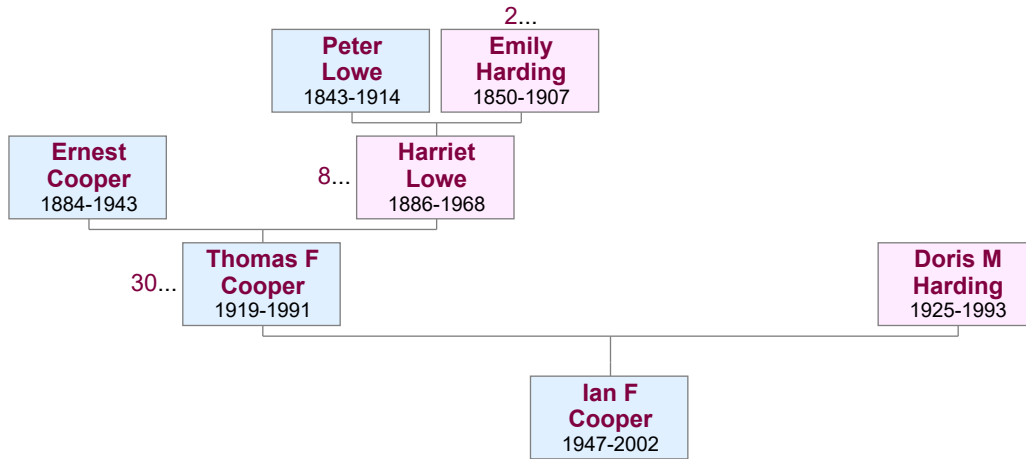 2...
Peter
Lowe
1843-1914
Emily
Harding
1850-1907
Ernest
Cooper
1884-1943
8...
Harriet
Lowe
1886-1968
30...
Thomas F
Cooper
1919-1991
Doris M
Harding
1925-1993
Ian F
Cooper
1947-2002